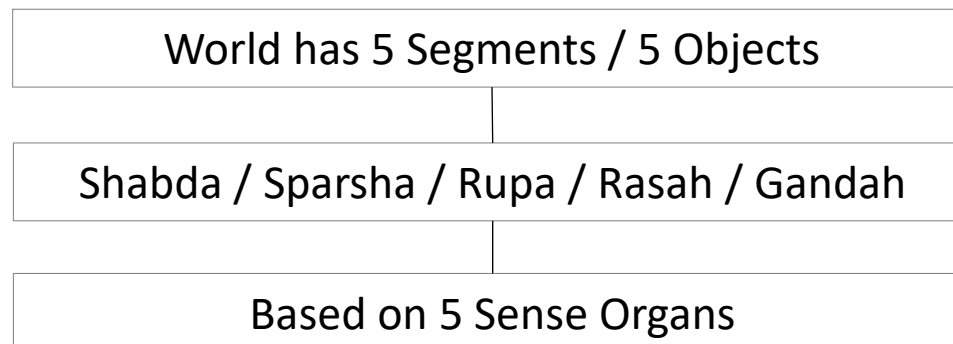 World has 5 Segments / 5 Objects
Shabda / Sparsha / Rupa / Rasah / Gandah
Based on 5 Sense Organs